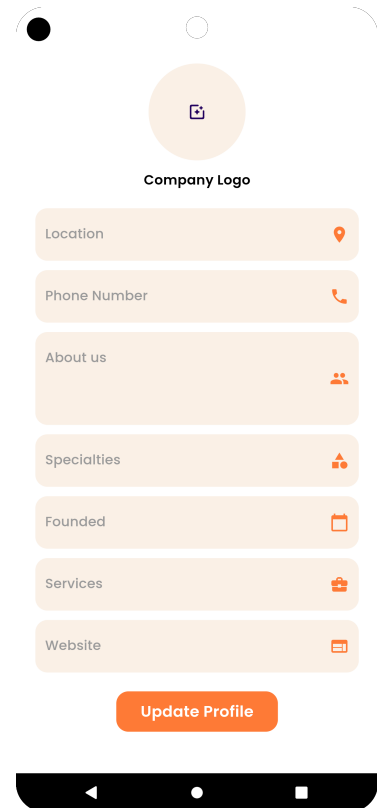 Company Logo
Location
Phone Number
About us
Specialties
Founded
Services
Website
Update Profile